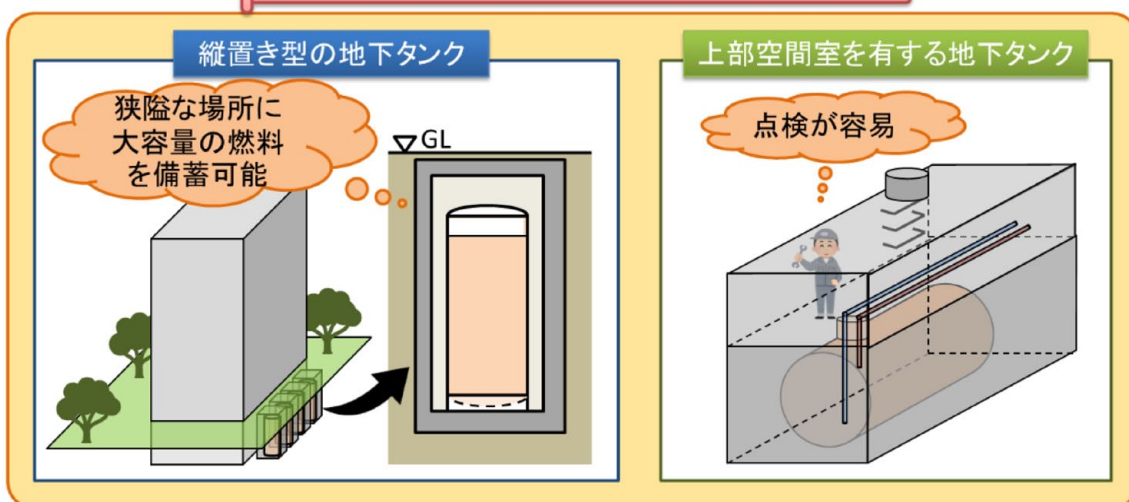 縦置き型の地下タンク
狭隘な場所に
大容量の燃料
を備蓄可能
GL
上部空間室を有する地下タンク
点検が容易